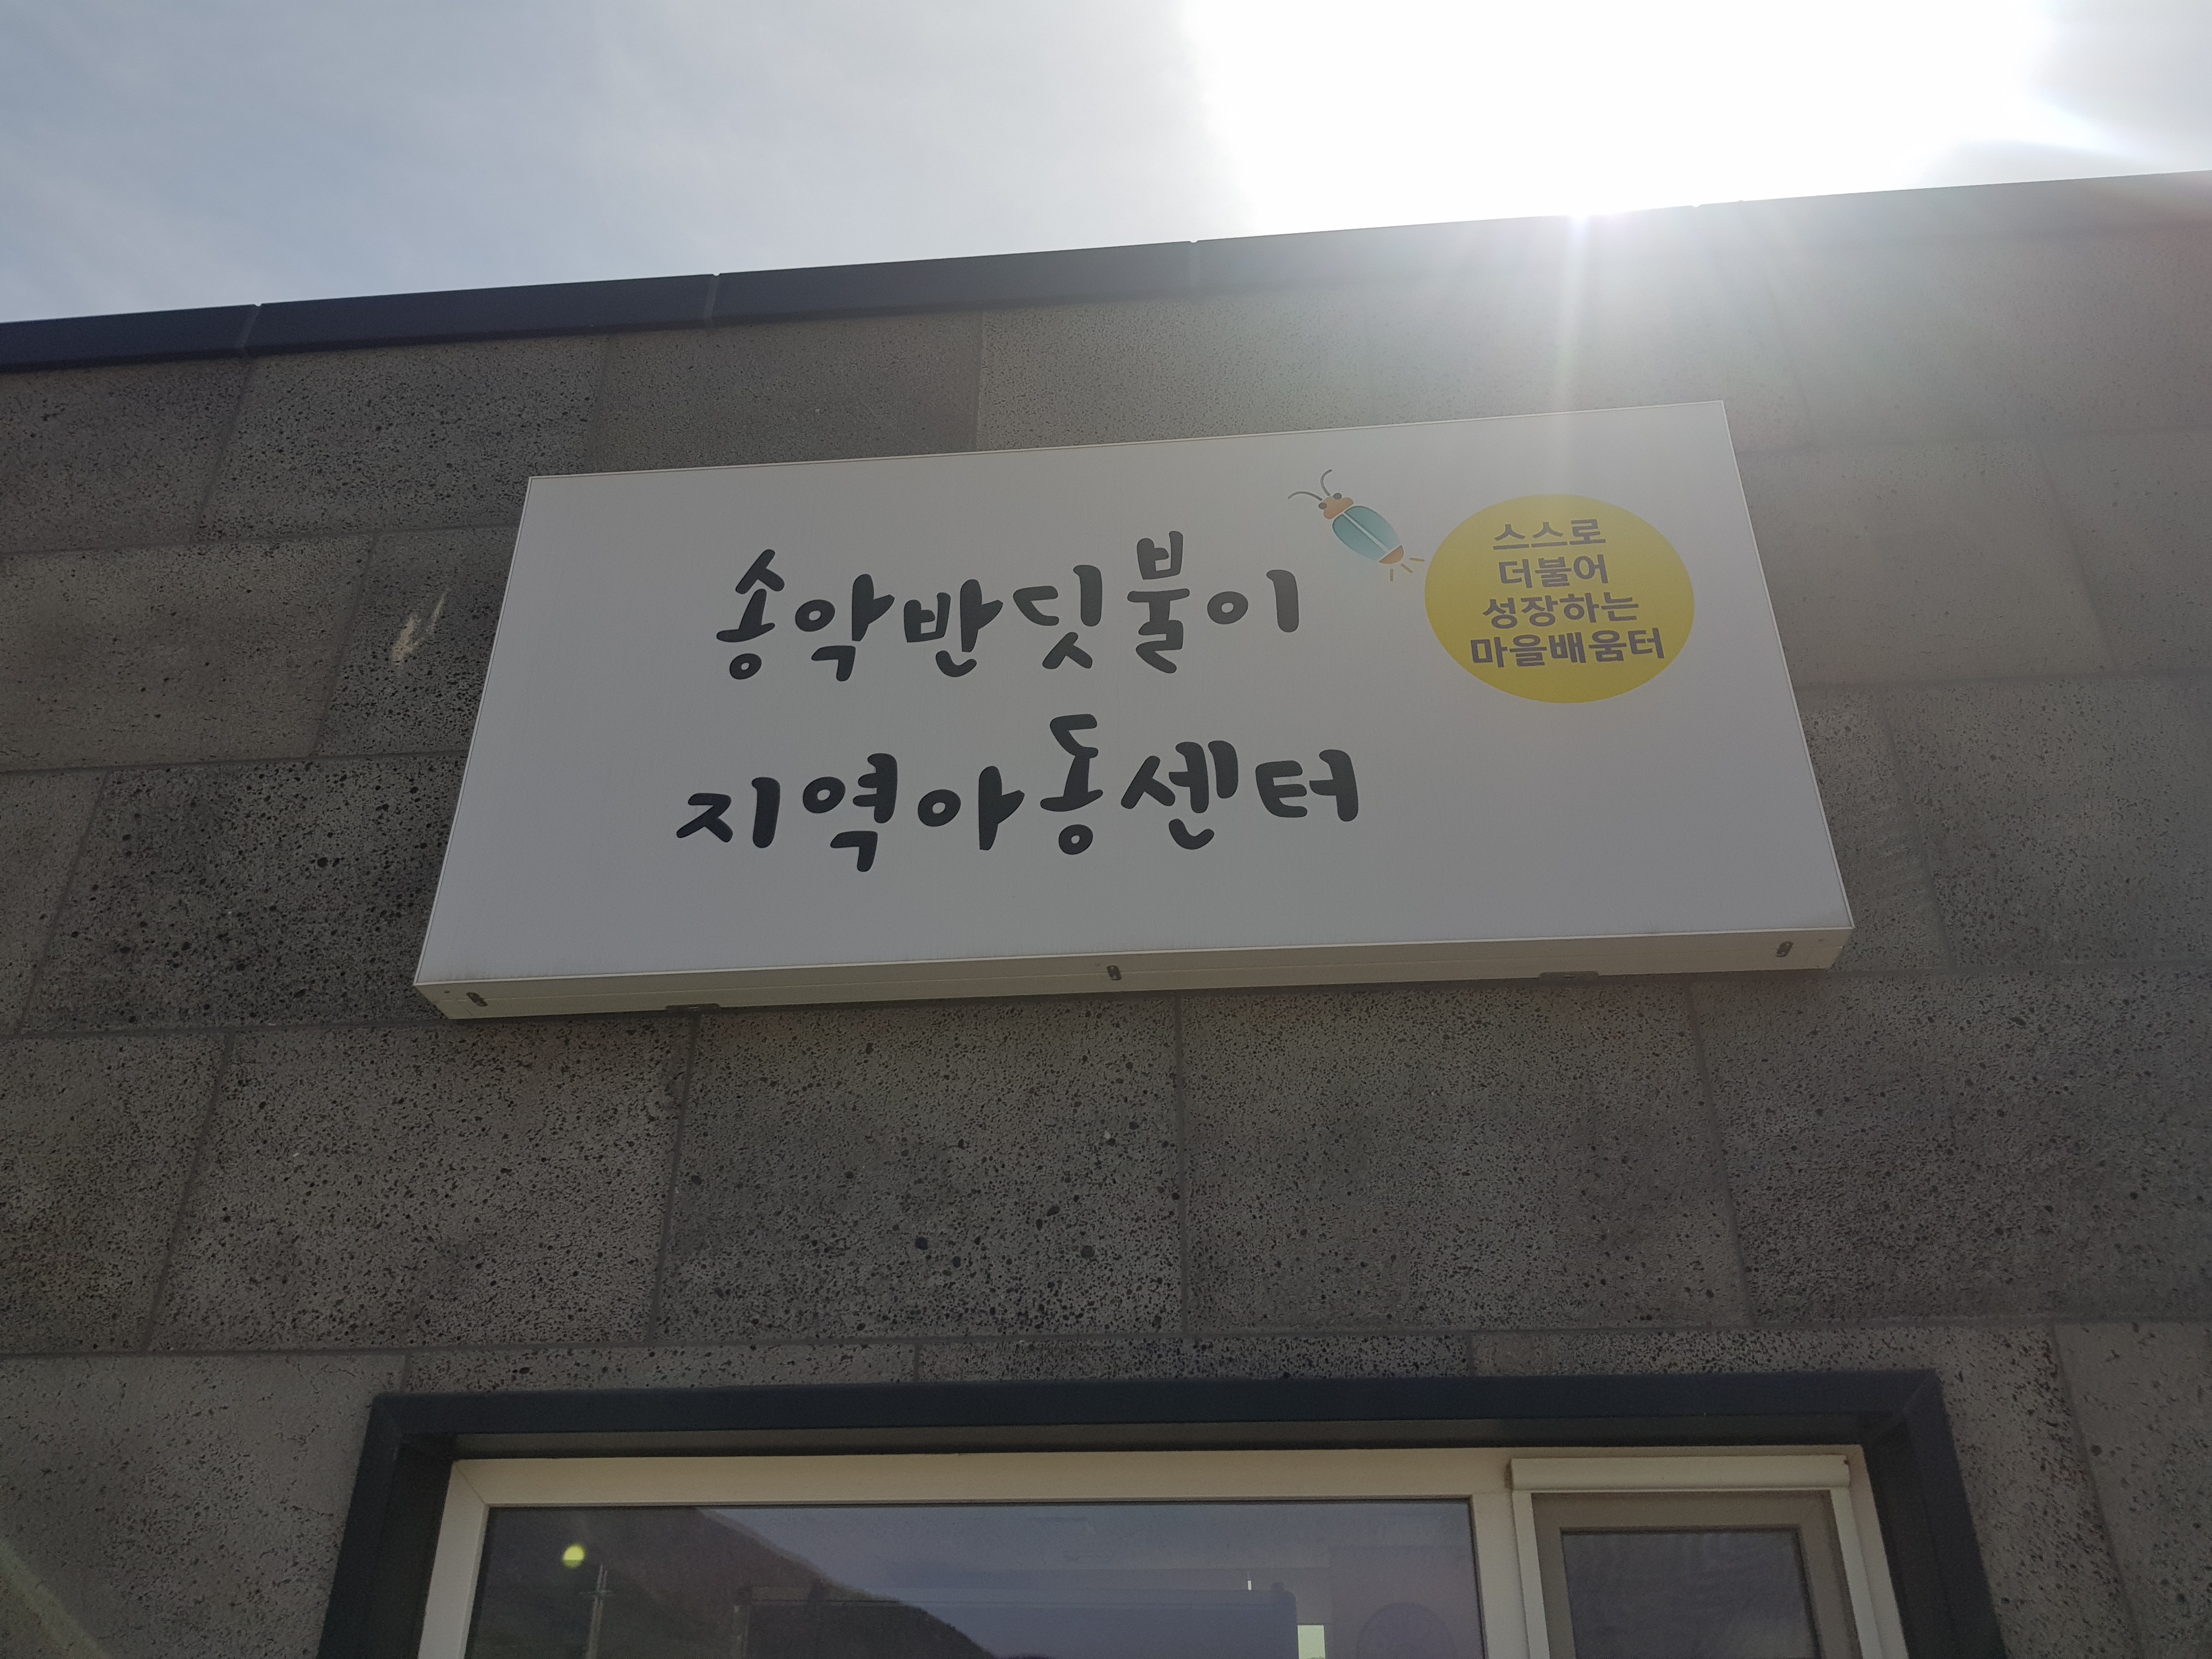 송악반딧불이
지역아동센터
스스로
더불어
성장하는
마을배움터